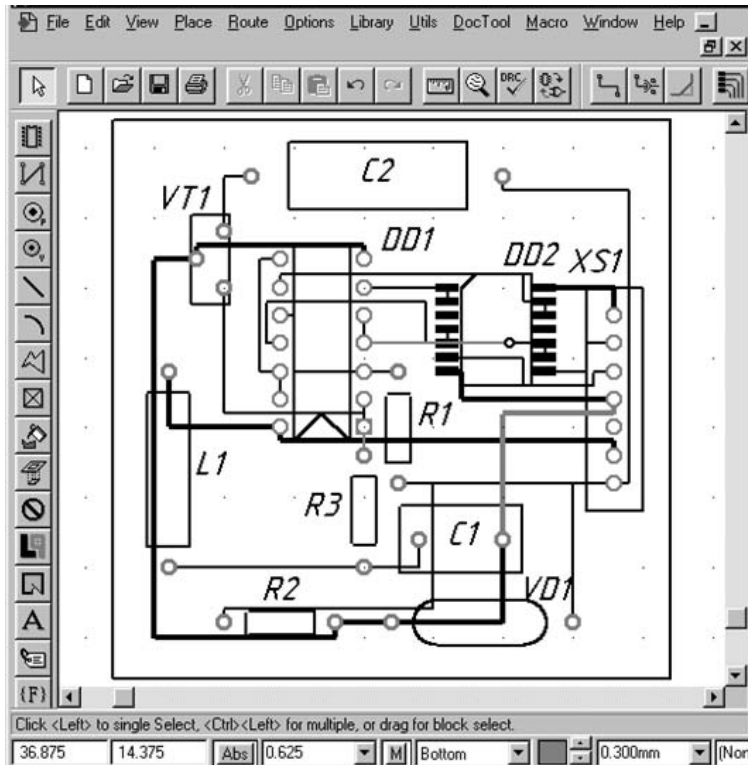 File Edit View Place Route Options Library Utils DocTool Macro Window Help
DRC
C2
VT1
DD1
DD2 XS1
R1
L1
R3
C1
R2
VD1
A
{F}
Click <Left> to single Select, <Ctrl><Left> for multiple, or drag for block select.
36.875 14.375 Abs 0.625 M Bottom 0.300mm (Nor